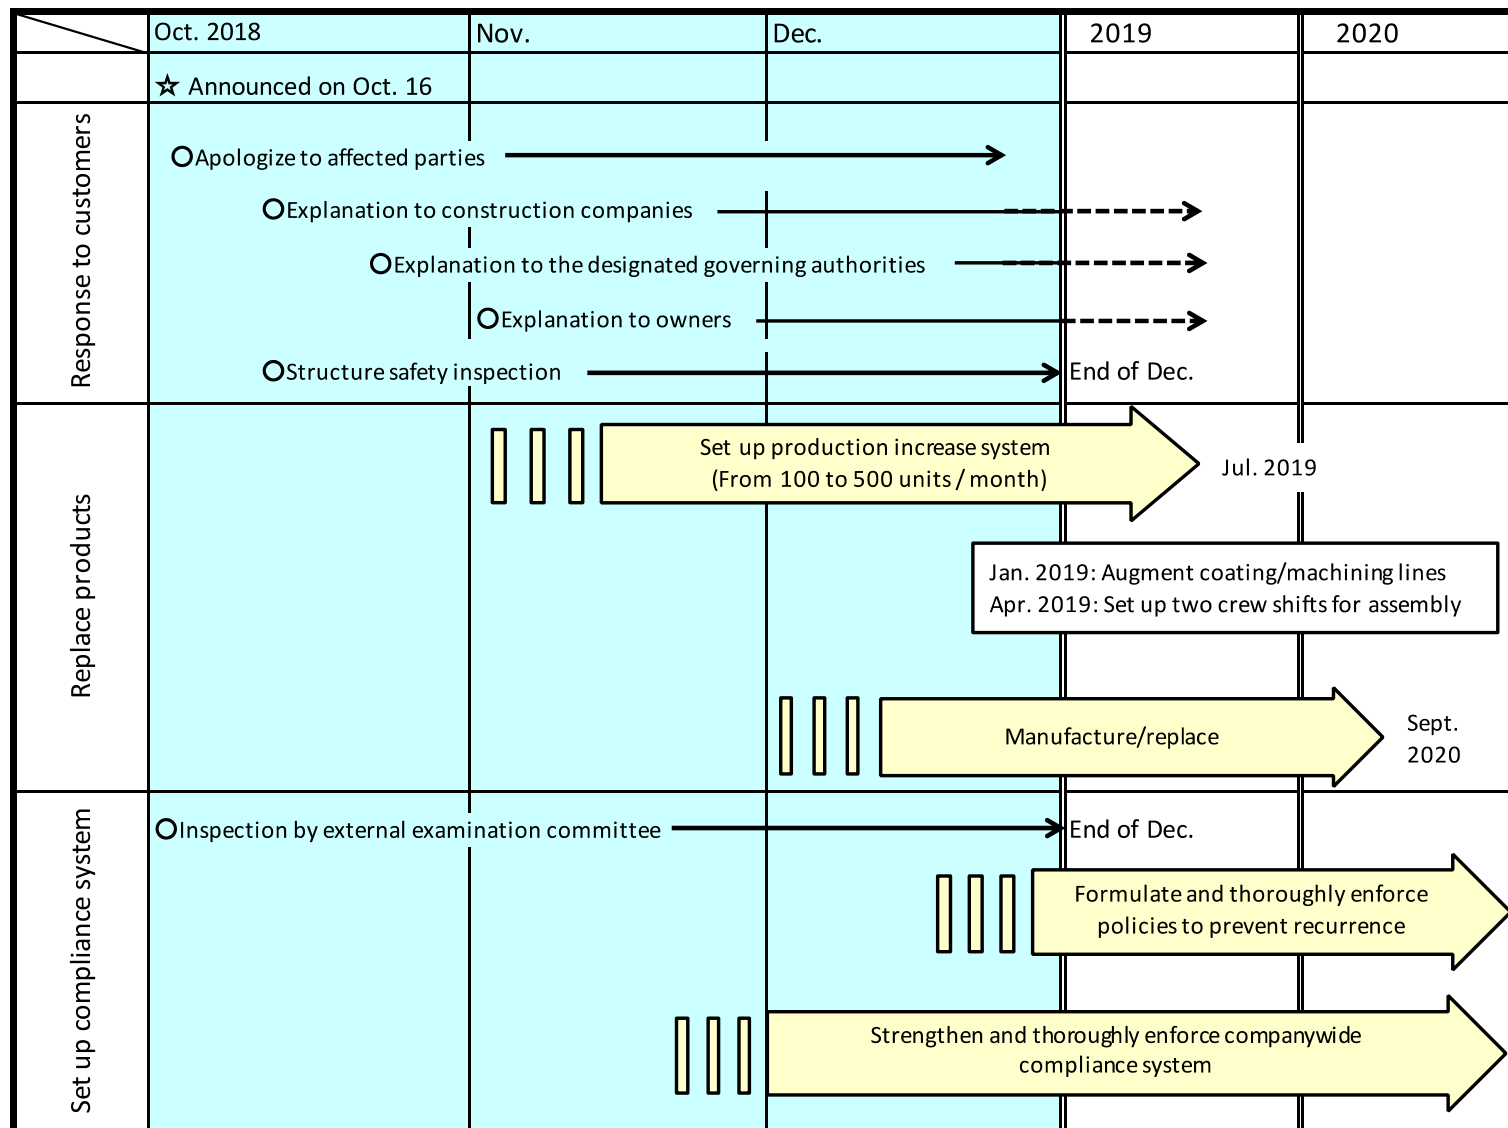 Oct. 2018
Nov.
Dec.
2019
2020
☆ Announced on Oct. 16
Response to customers
Apologize to affected parties
Explanation to construction companies
Explanation to the designated governing authorities
Explanation to owners
Structure safety inspection
End of Dec.
Replace products
Set up production increase system
(From 100 to 500 units / month)
Jul. 2019
Jan. 2019: Augment coating/machining lines
Apr. 2019: Set up two crew shifts for assembly
Manufacture/replace
Sept.
2020
Set up compliance system
Inspection by external examination committee
End of Dec.
Formulate and thoroughly enforce
policies to prevent recurrence
Strengthen and thoroughly enforce companywide
compliance system